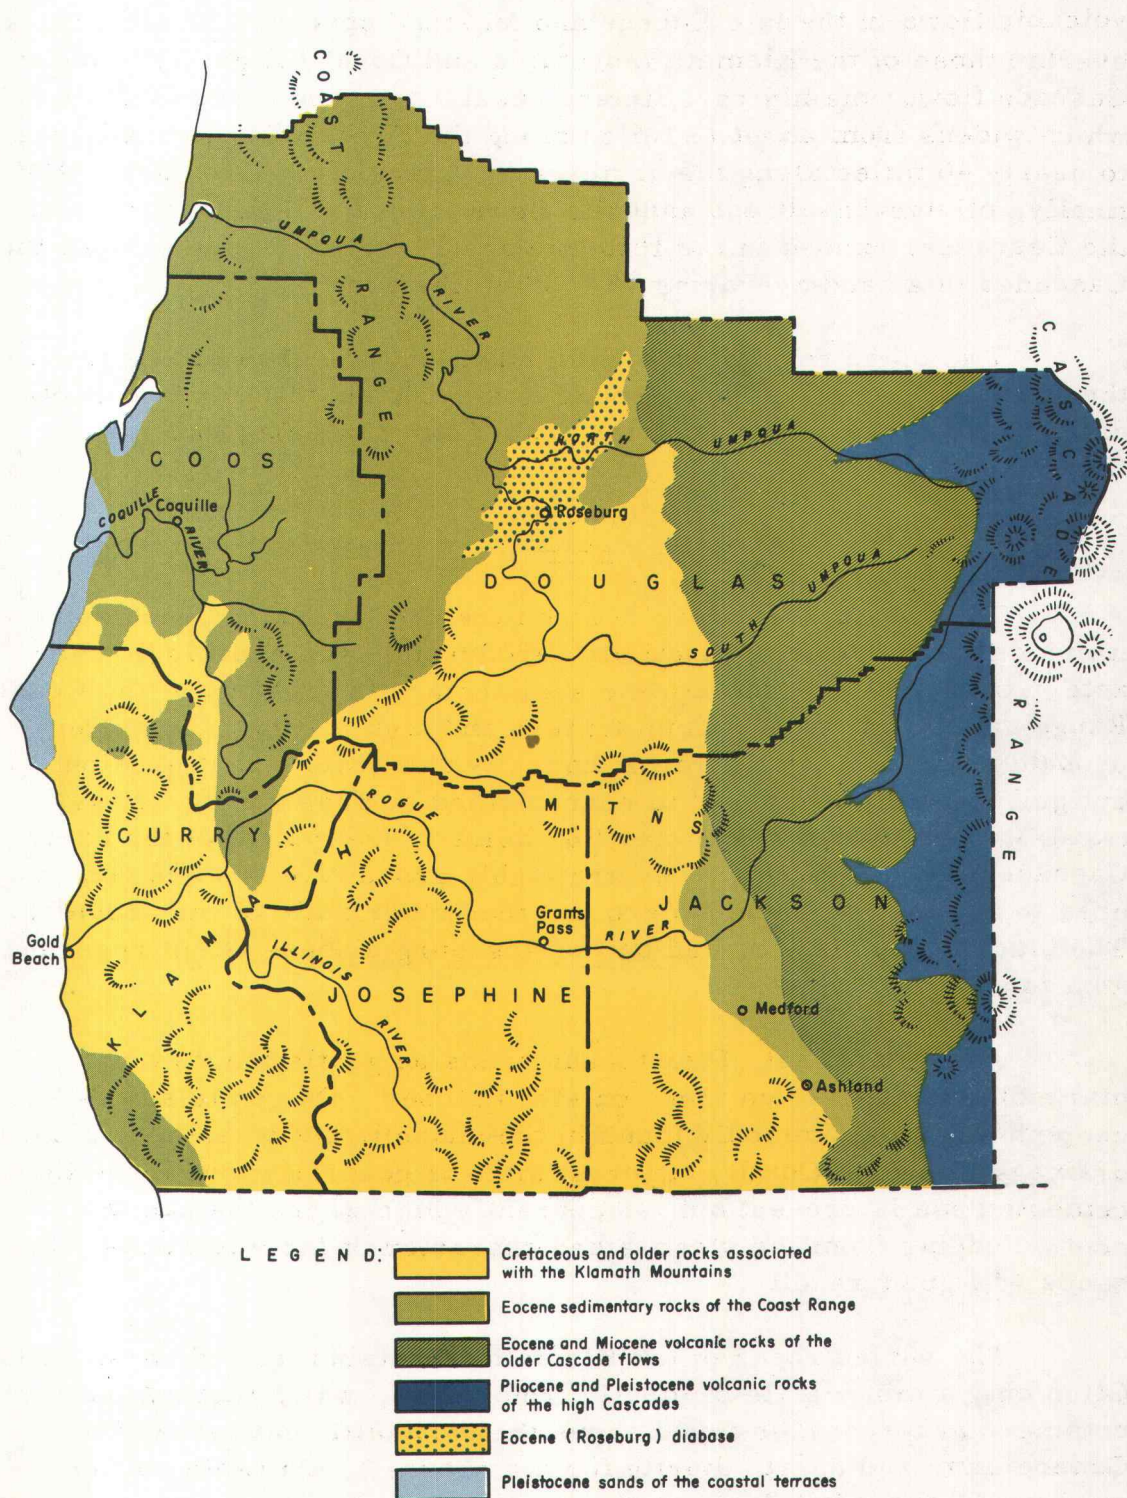 COAST
RANGE
UMPQUA
RIVER
CASCADE
RANGE
COOS
COQUILLE
RIVER
Coquille
NORTH
UMPQUA
Roseburg
DOUGLAS
SOUTH
UMPQUA
CURRY
ROGUE
RIVER
KLAMATH
MTNS.
JACKSON
Grants
Pass
Gold
Beach
ILLINOIS
RIVER
JOSEPHINE
Medford
Ashland
LEGEND:
Cretaceous and older rocks associated
with the Klamath Mountains
Eocene sedimentary rocks of the Coast Range
Eocene and Miocene volcanic rocks of the
older Cascade flows
Pliocene and Pleistocene volcanic rocks
of the high Cascades
Eocene (Roseburg) diabase
Pleistocene sands of the coastal terraces